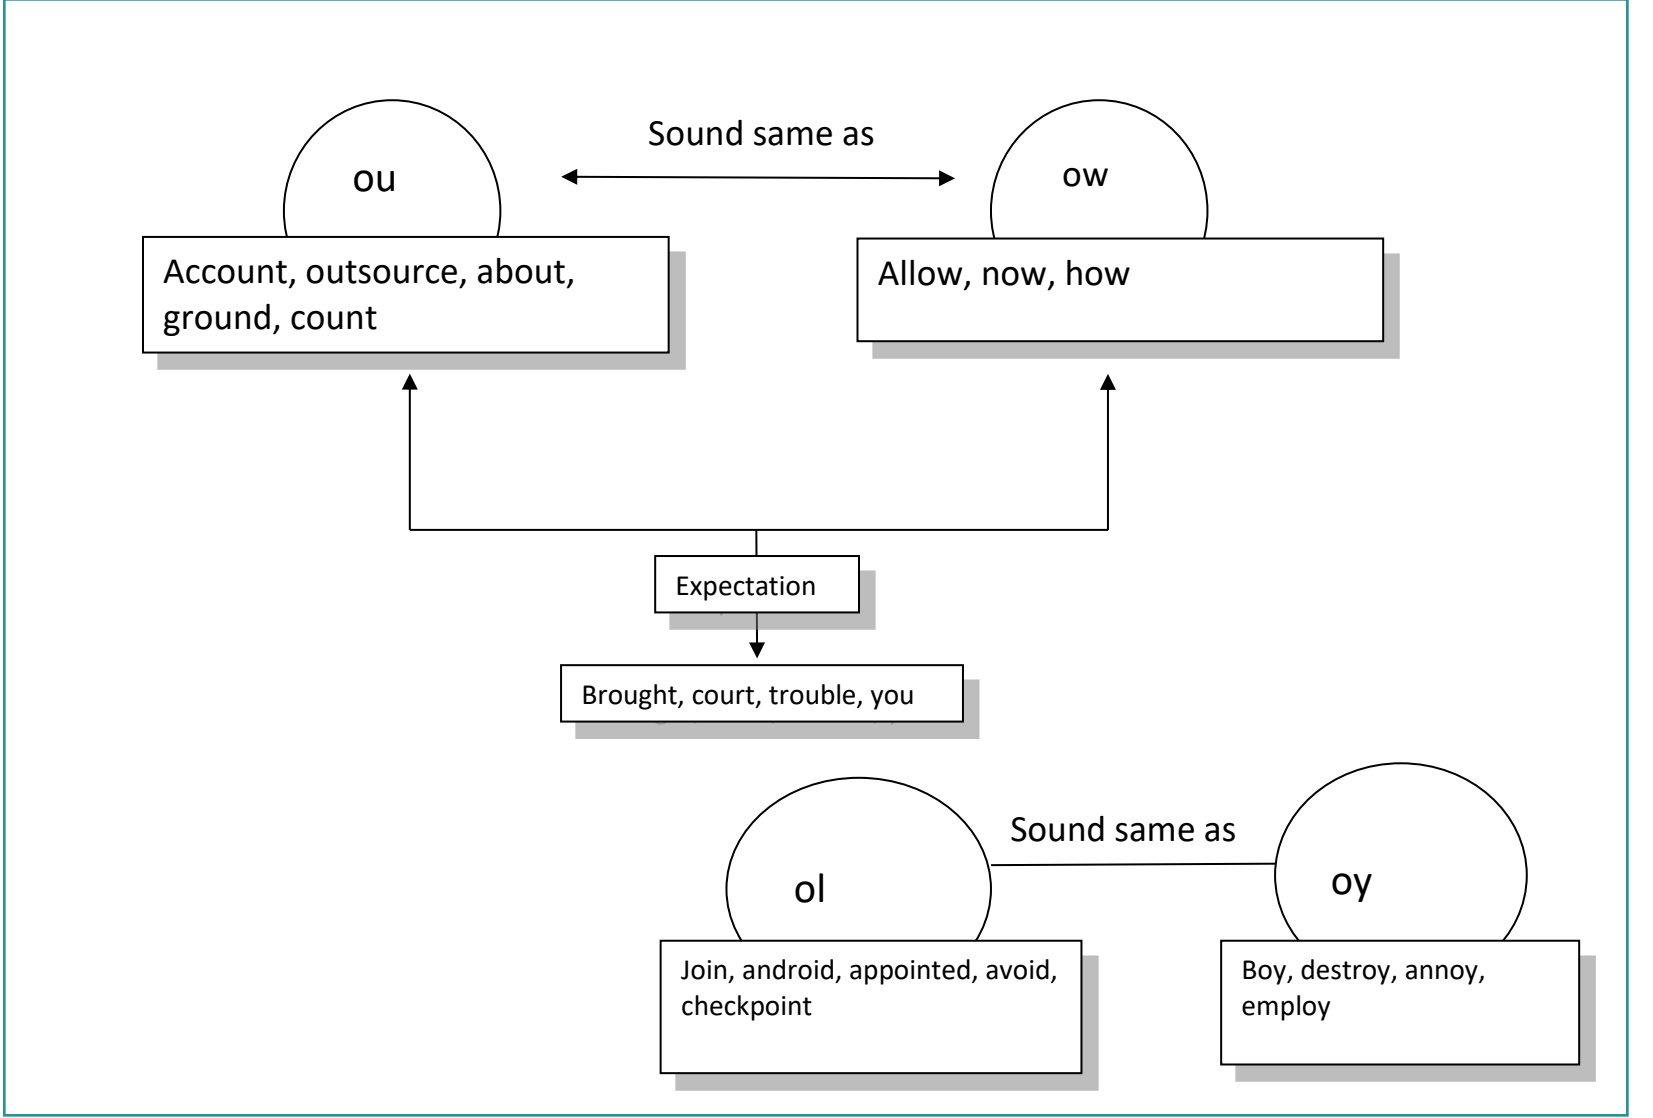 Sound same as
ou
ow
Account, outsource, about,
ground, count
Allow, now, how
Expectation
Brought, court, trouble, you
Sound same as
ol
oy
Join, android, appointed, avoid,
checkpoint
Boy, destroy, annoy,
employ